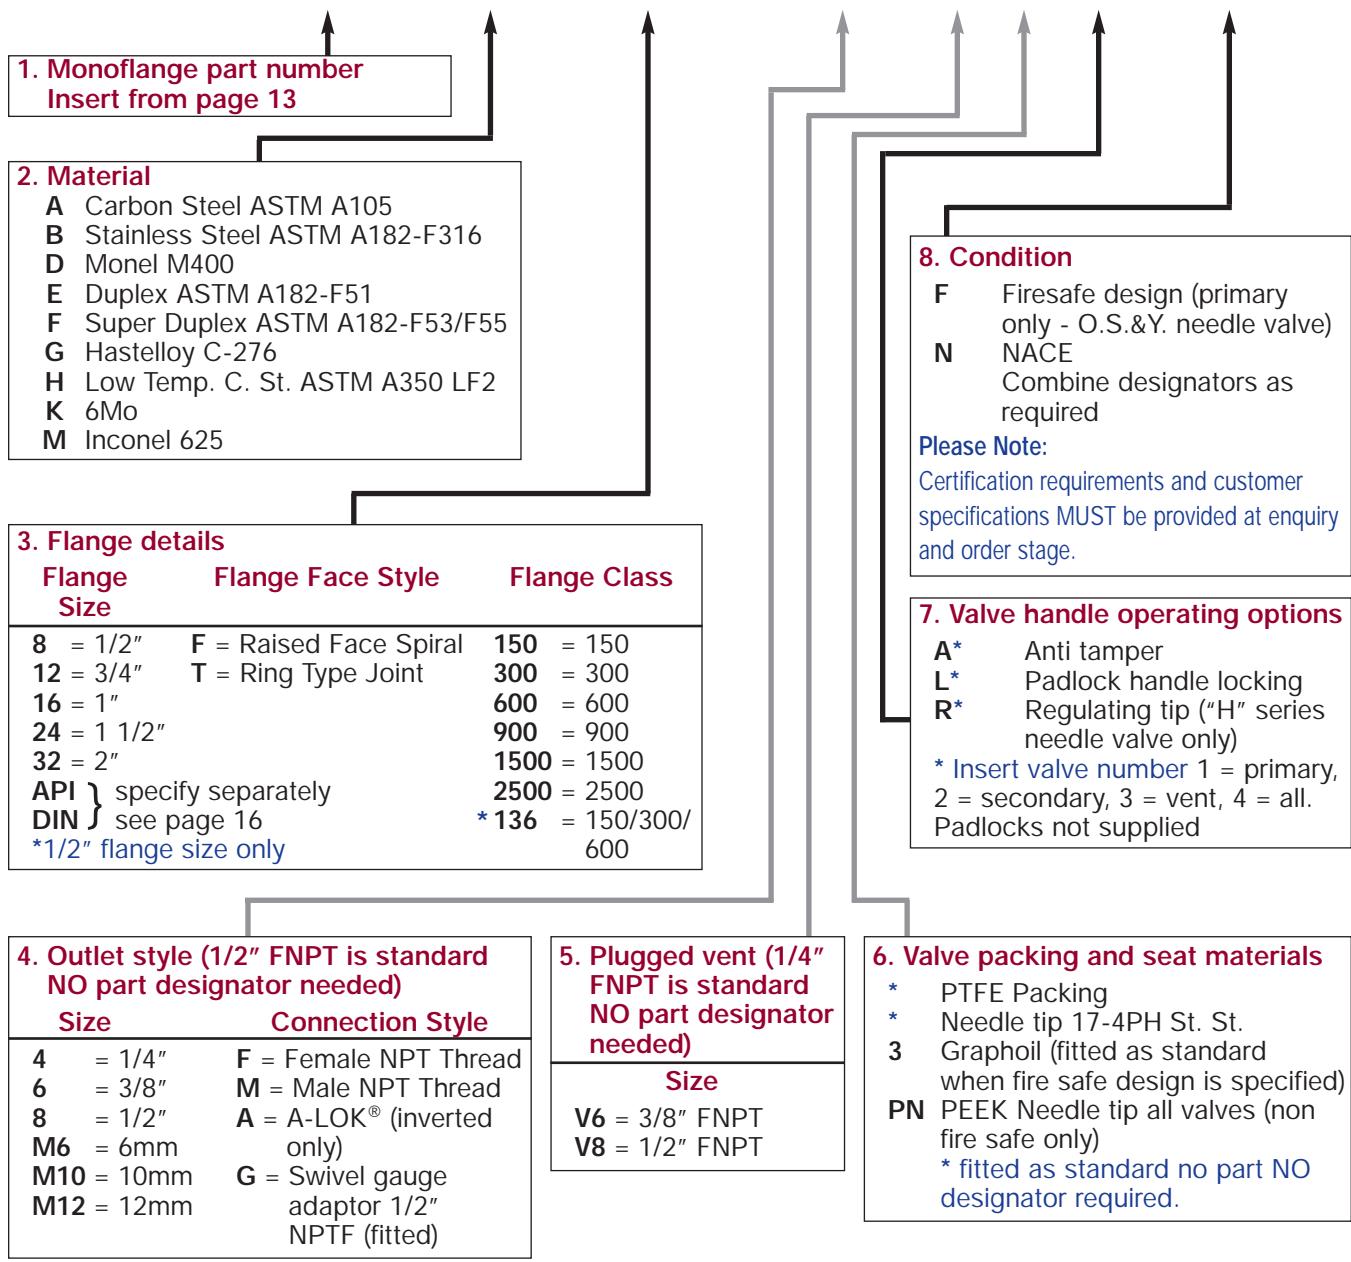 1. Monoflange part number
Insert from page 13
2. Material
A Carbon Steel ASTM A105
B Stainless Steel ASTM A182-F316
D Monel M400
E Duplex ASTM A182-F51
F Super Duplex ASTM A182-F53/F55
G Hastelloy C-276
H Low Temp. C. St. ASTM A350 LF2
K 6Mo
M Inconel 625
3. Flange details
Flange Size
Flange Face Style
Flange Class
8 = 1/2″ F = Raised Face Spiral 150 = 150
12 = 3/4″ T = Ring Type Joint 300 = 300
16 = 1″ 600 = 600
24 = 1 1/2″ 900 = 900
32 = 2″ 1500 = 1500
API } specify separately 2500 = 2500
DIN } see page 16 * 136 = 150/300/
*1/2″ flange size only 600
8. Condition
F Firesafe design (primary
only - O.S.&Y. needle valve)
N NACE
Combine designators as
required
Please Note:
Certification requirements and customer
specifications MUST be provided at enquiry
and order stage.
7. Valve handle operating options
A* Anti tamper
L* Padlock handle locking
R* Regulating tip (“H” series
needle valve only)
* Insert valve number 1 = primary,
2 = secondary, 3 = vent, 4 = all.
Padlocks not supplied
4. Outlet style (1/2″ FNPT is standard
NO part designator needed)
Size Connection Style
4 = 1/4″ F = Female NPT Thread
6 = 3/8″ M = Male NPT Thread
8 = 1/2″ A = A-LOK® (inverted
M6 = 6mm only)
M10 = 10mm G = Swivel gauge
M12 = 12mm adaptor 1/2″
NPTF (fitted)
5. Plugged vent (1/4″
FNPT is standard
NO part designator
needed)
Size
V6 = 3/8″ FNPT
V8 = 1/2″ FNPT
6. Valve packing and seat materials
* PTFE Packing
* Needle tip 17-4PH St. St.
3 Graphoil (fitted as standard
when fire safe design is specified)
PN PEEK Needle tip all valves (non
fire safe only)
* fitted as standard no part NO
designator required.